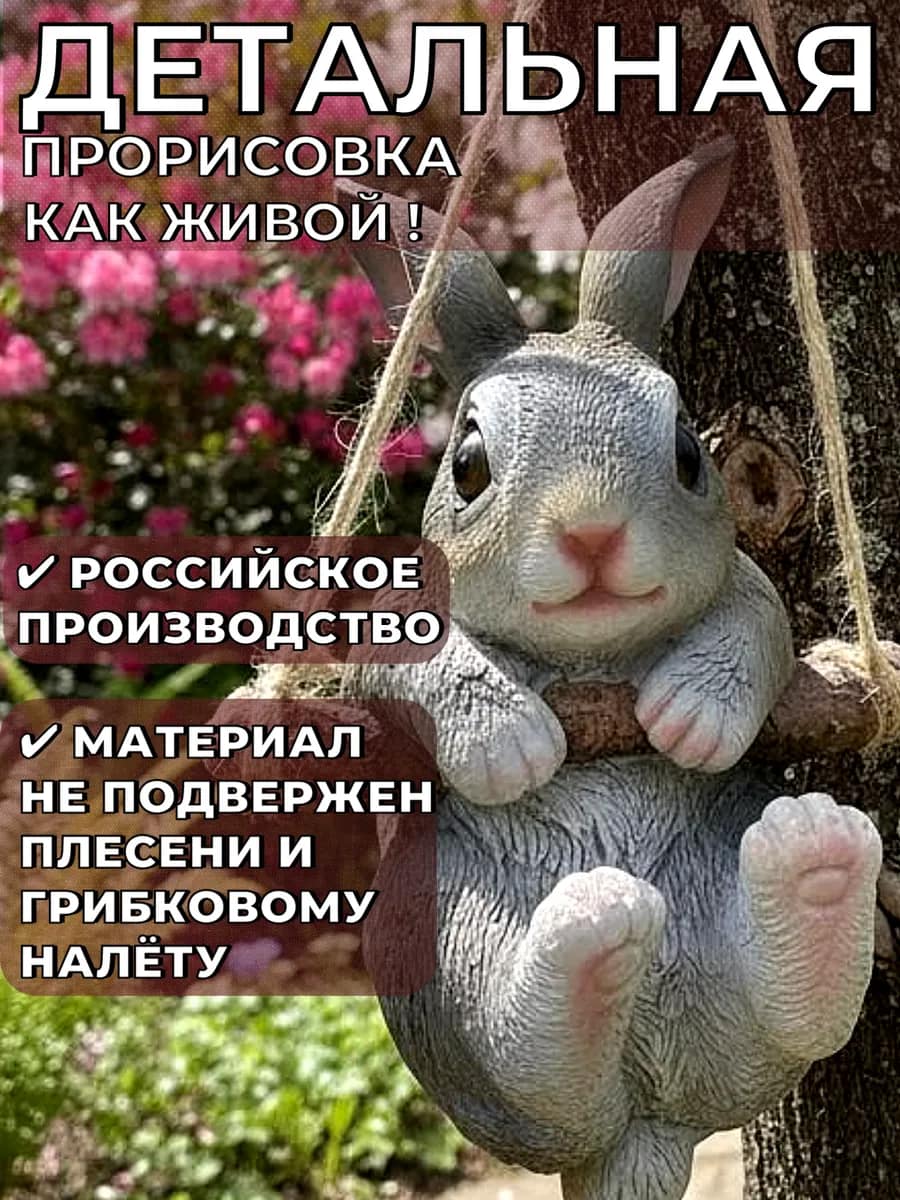 ДЕТАЛЬНАЯ
ПРОРИСОВКА
КАК ЖИВОЙ !
✔ РОССИЙСКОЕ
ПРОИЗВОДСТВО
✔ МАТЕРИАЛ
НЕ ПОДВЕРЖЕН
ПЛЕСЕНИ И
ГРИБКОВОМУ
НАЛЁТУ